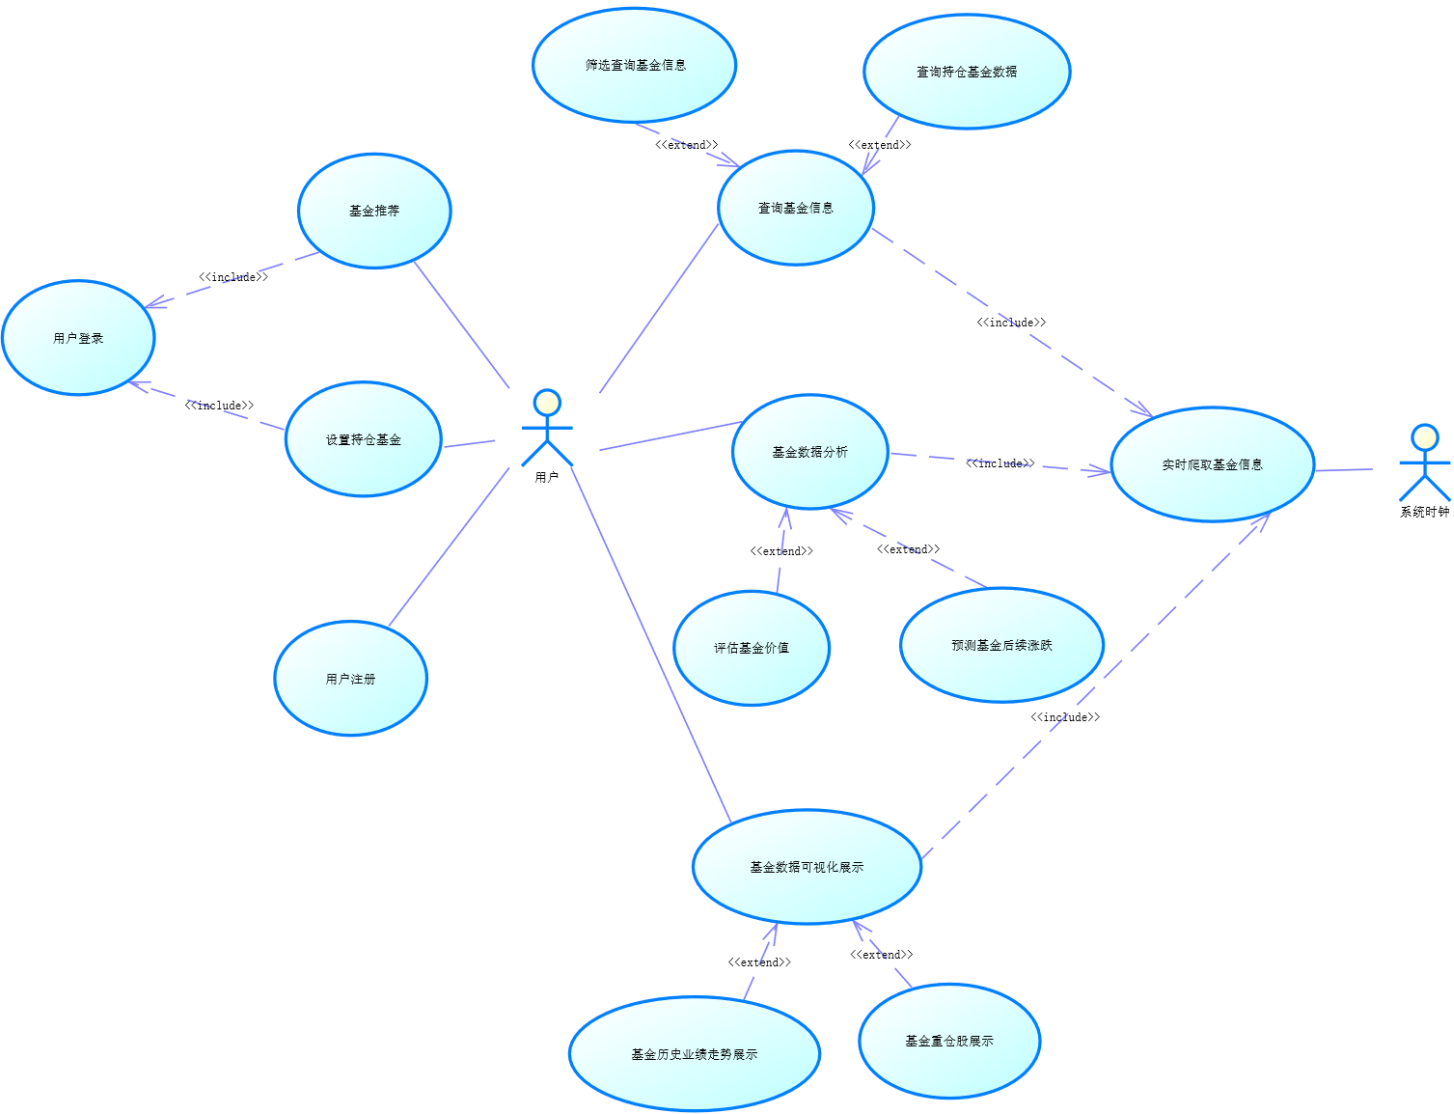 筛选查询基金信息
查询持仓基金数据
<<extend>>
<<extend>>
基金推荐
查询基金信息
<<include>>
<<include>>
用户登录
<<include>>
设置持仓基金
用户
基金数据分析
<<include>>
实时爬取基金信息
系统时钟
<<extend>>
<<extend>>
评估基金价值
预测基金后续涨跌
用户注册
<<include>>
基金数据可视化展示
<<extend>>
<<extend>>
基金历史业绩走势展示
基金重仓股展示